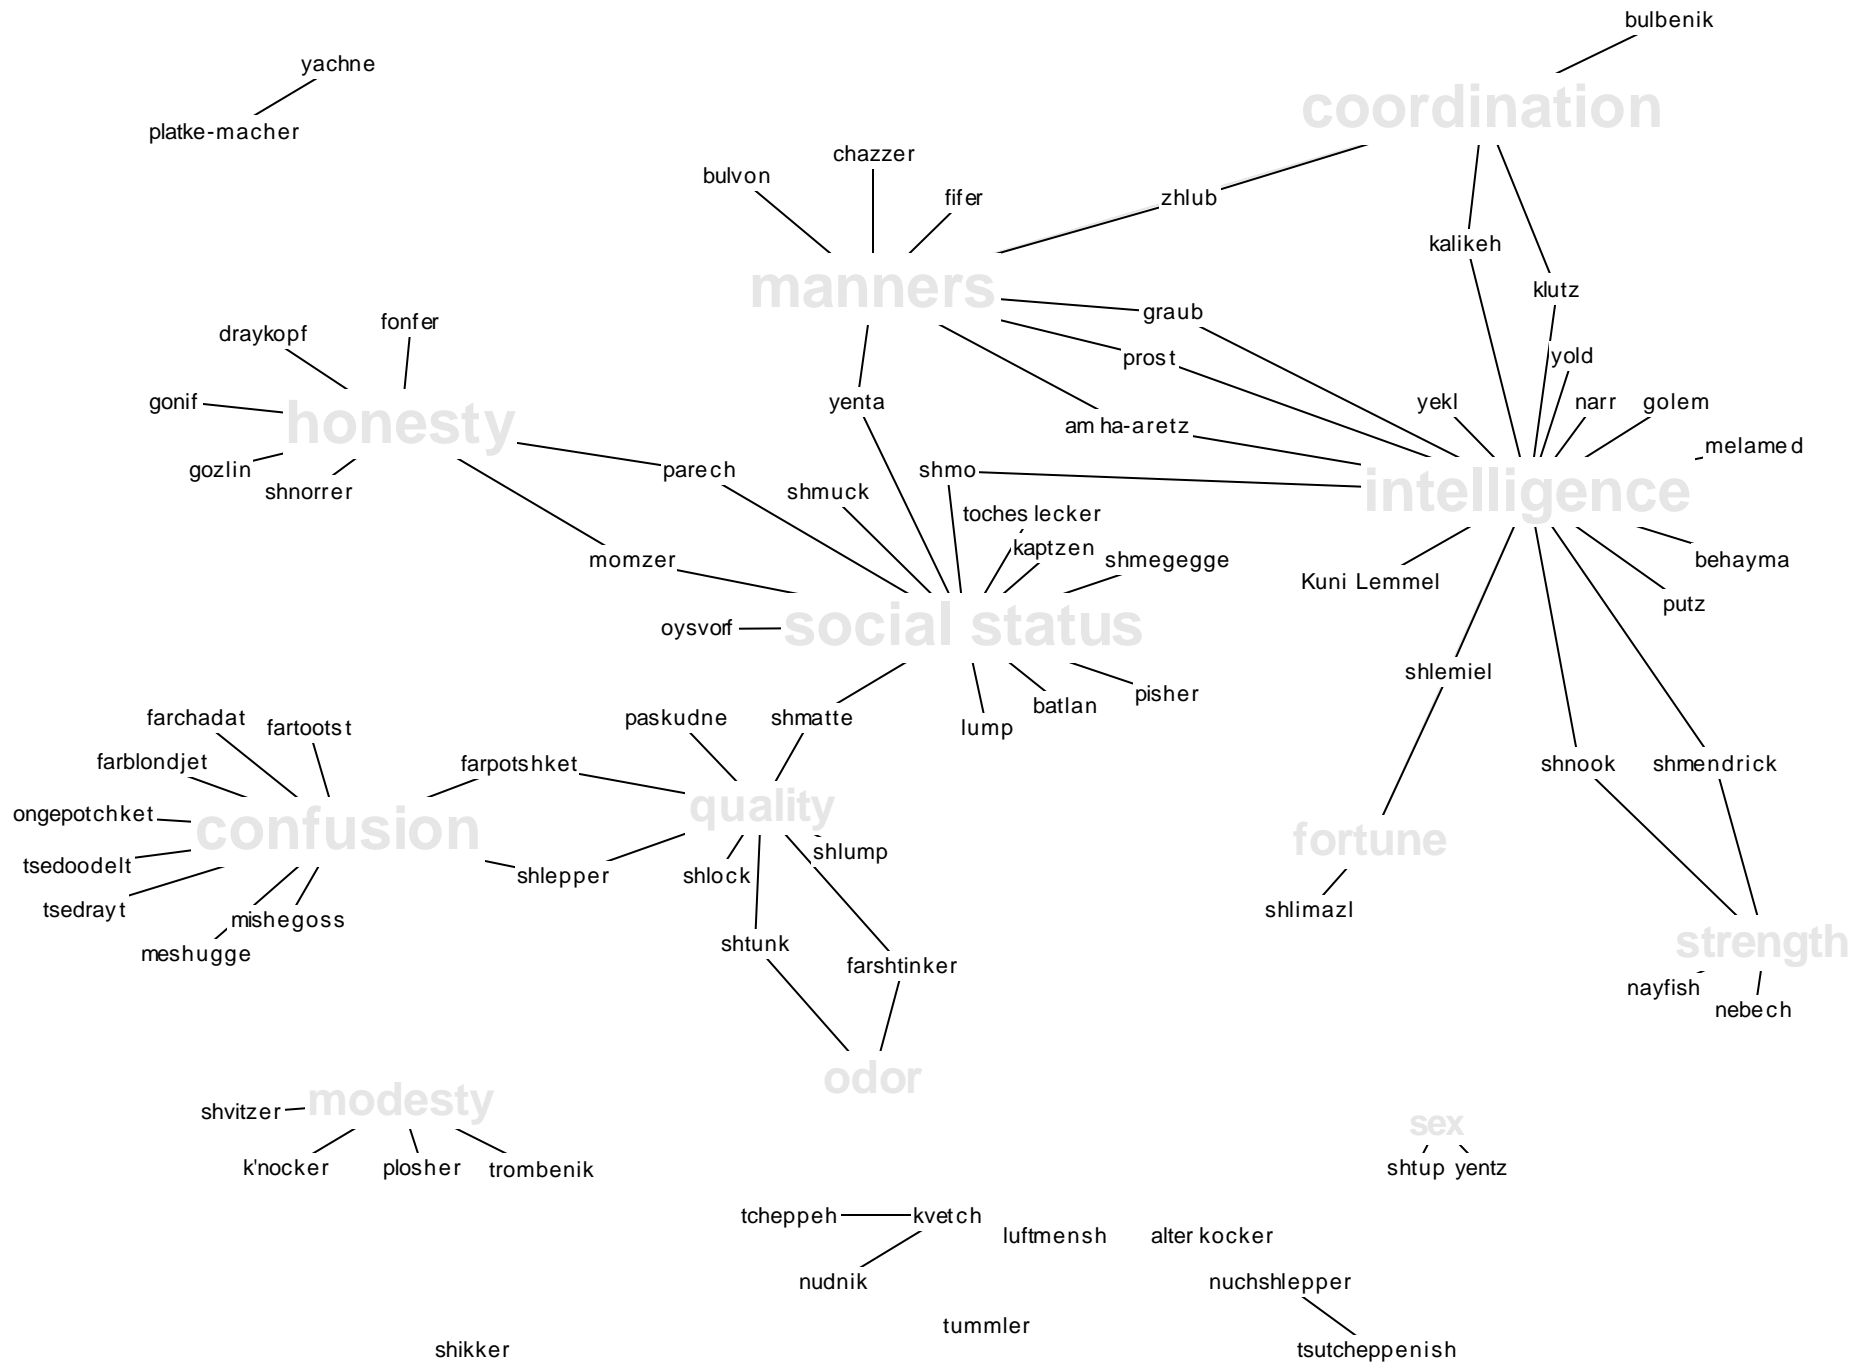 bulbenik
yachne
coordination
platke-macher
chazzer
bulvon
fifer
zhlub
kalikeh
manners
klutz
graub
fonfer
draykopf
prost
yold
gonif
yenta
yekl
narr
golem
honesty
am ha-aretz
melamed
gozlin
parech
shmo
shnorrer
shmuck
intelligence
toches lecker
kaptzen
momzer
shmegegge
behayma
Kuni Lemmel
putz
oysvorf
social status
shlemiel
pisher
batlan
farchadat
fartootst
paskudne
shmatte
lump
farblondjet
farpotshket
shnook
shmendrick
quality
ongepotchket
confusion
fortune
shlump
tsedoodelt
shlepper
shlock
tsedrayt
mishegoss
shlimazl
meshugge
shtunk
strength
farshtinker
nayfish
nebech
odor
modesty
shvitzer
sex
k'nocker
plosher
trombenik
shtup
yentz
tcheppeh
kvetch
luftmensh
alter kocker
nudnik
nuchshlepper
tummler
shikker
tsutcheppenish